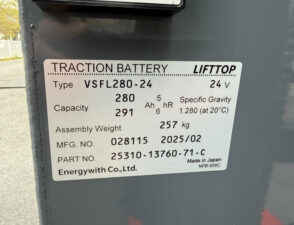 TRACTION BATTERY LIFTTOP
Type VSFL280-24 24 V
280 5
Capacity Ah hR Specific Gravity
291 6 1.280 (at 20°C)
Assembly Weight 257 kg
MFG. NO. 028115 2025/02
PART NO. 25310-13760-71-C
Made in Japan
Energywith Co., Ltd.